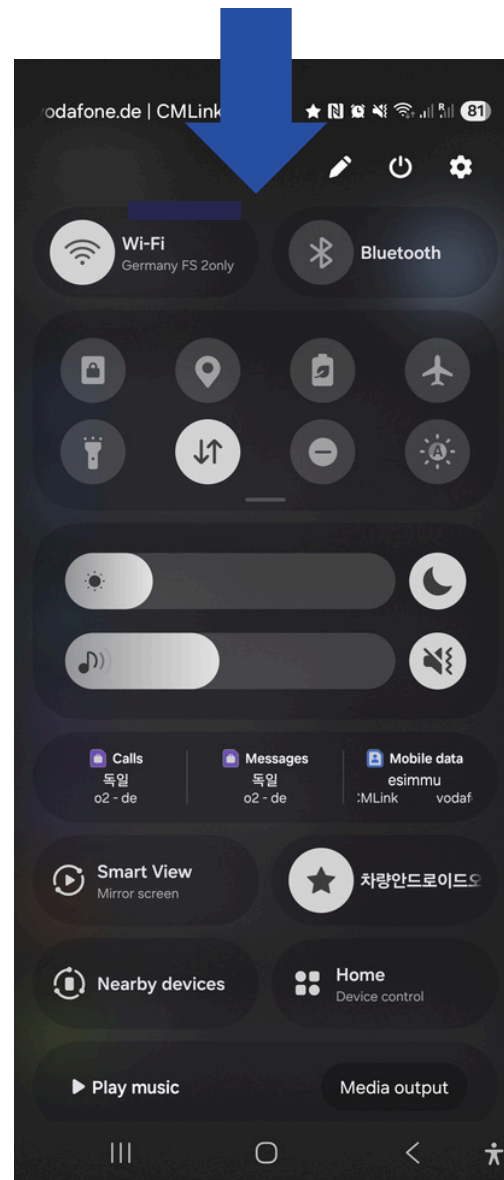 vodafone.de | CMLink
R
81
Wi-Fi
Germany FS 2only
Bluetooth
A
Calls
독일
o2 - de
Messages
독일
o2 - de
Mobile data
esimmu
CMLink vodaf
Smart View
Mirror screen
차량안드로이드오
Nearby devices
Home
Device control
Play music
Media output